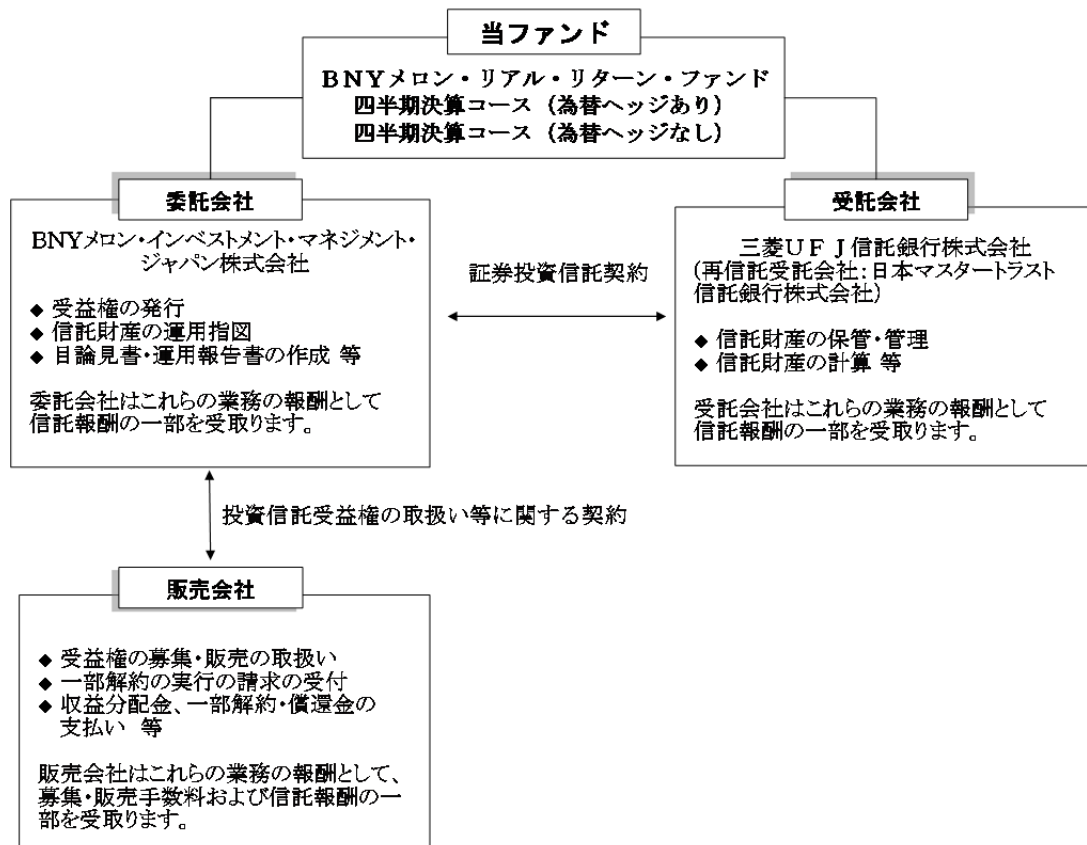 当ファンド
BNYメロン・リアル・リターン・ファンド
四半期決算コース（為替ヘッジあり）
四半期決算コース（為替ヘッジなし）
委託会社
BNYメロン・インベストメント・マネジメント・
ジャパン株式会社
◆ 受益権の発行
◆ 信託財産の運用指図
◆ 目論見書・運用報告書の作成 等
委託会社はこれらの業務の報酬として
信託報酬の一部を受取ります。
証券投資信託契約
受託会社
三菱UFJ信託銀行株式会社
(再信託受託会社：日本マスタートラスト
信託銀行株式会社)
◆ 信託財産の保管・管理
◆ 信託財産の計算 等
受託会社はこれらの業務の報酬として
信託報酬の一部を受取ります。
投資信託受益権の取扱い等に関する契約
販売会社
◆ 受益権の募集・販売の取扱い
◆ 一部解約の実行の請求の受付
◆ 収益分配金、一部解約・償還金の
支払い 等
販売会社はこれらの業務の報酬として、
募集・販売手数料および信託報酬の一
部を受取ります。